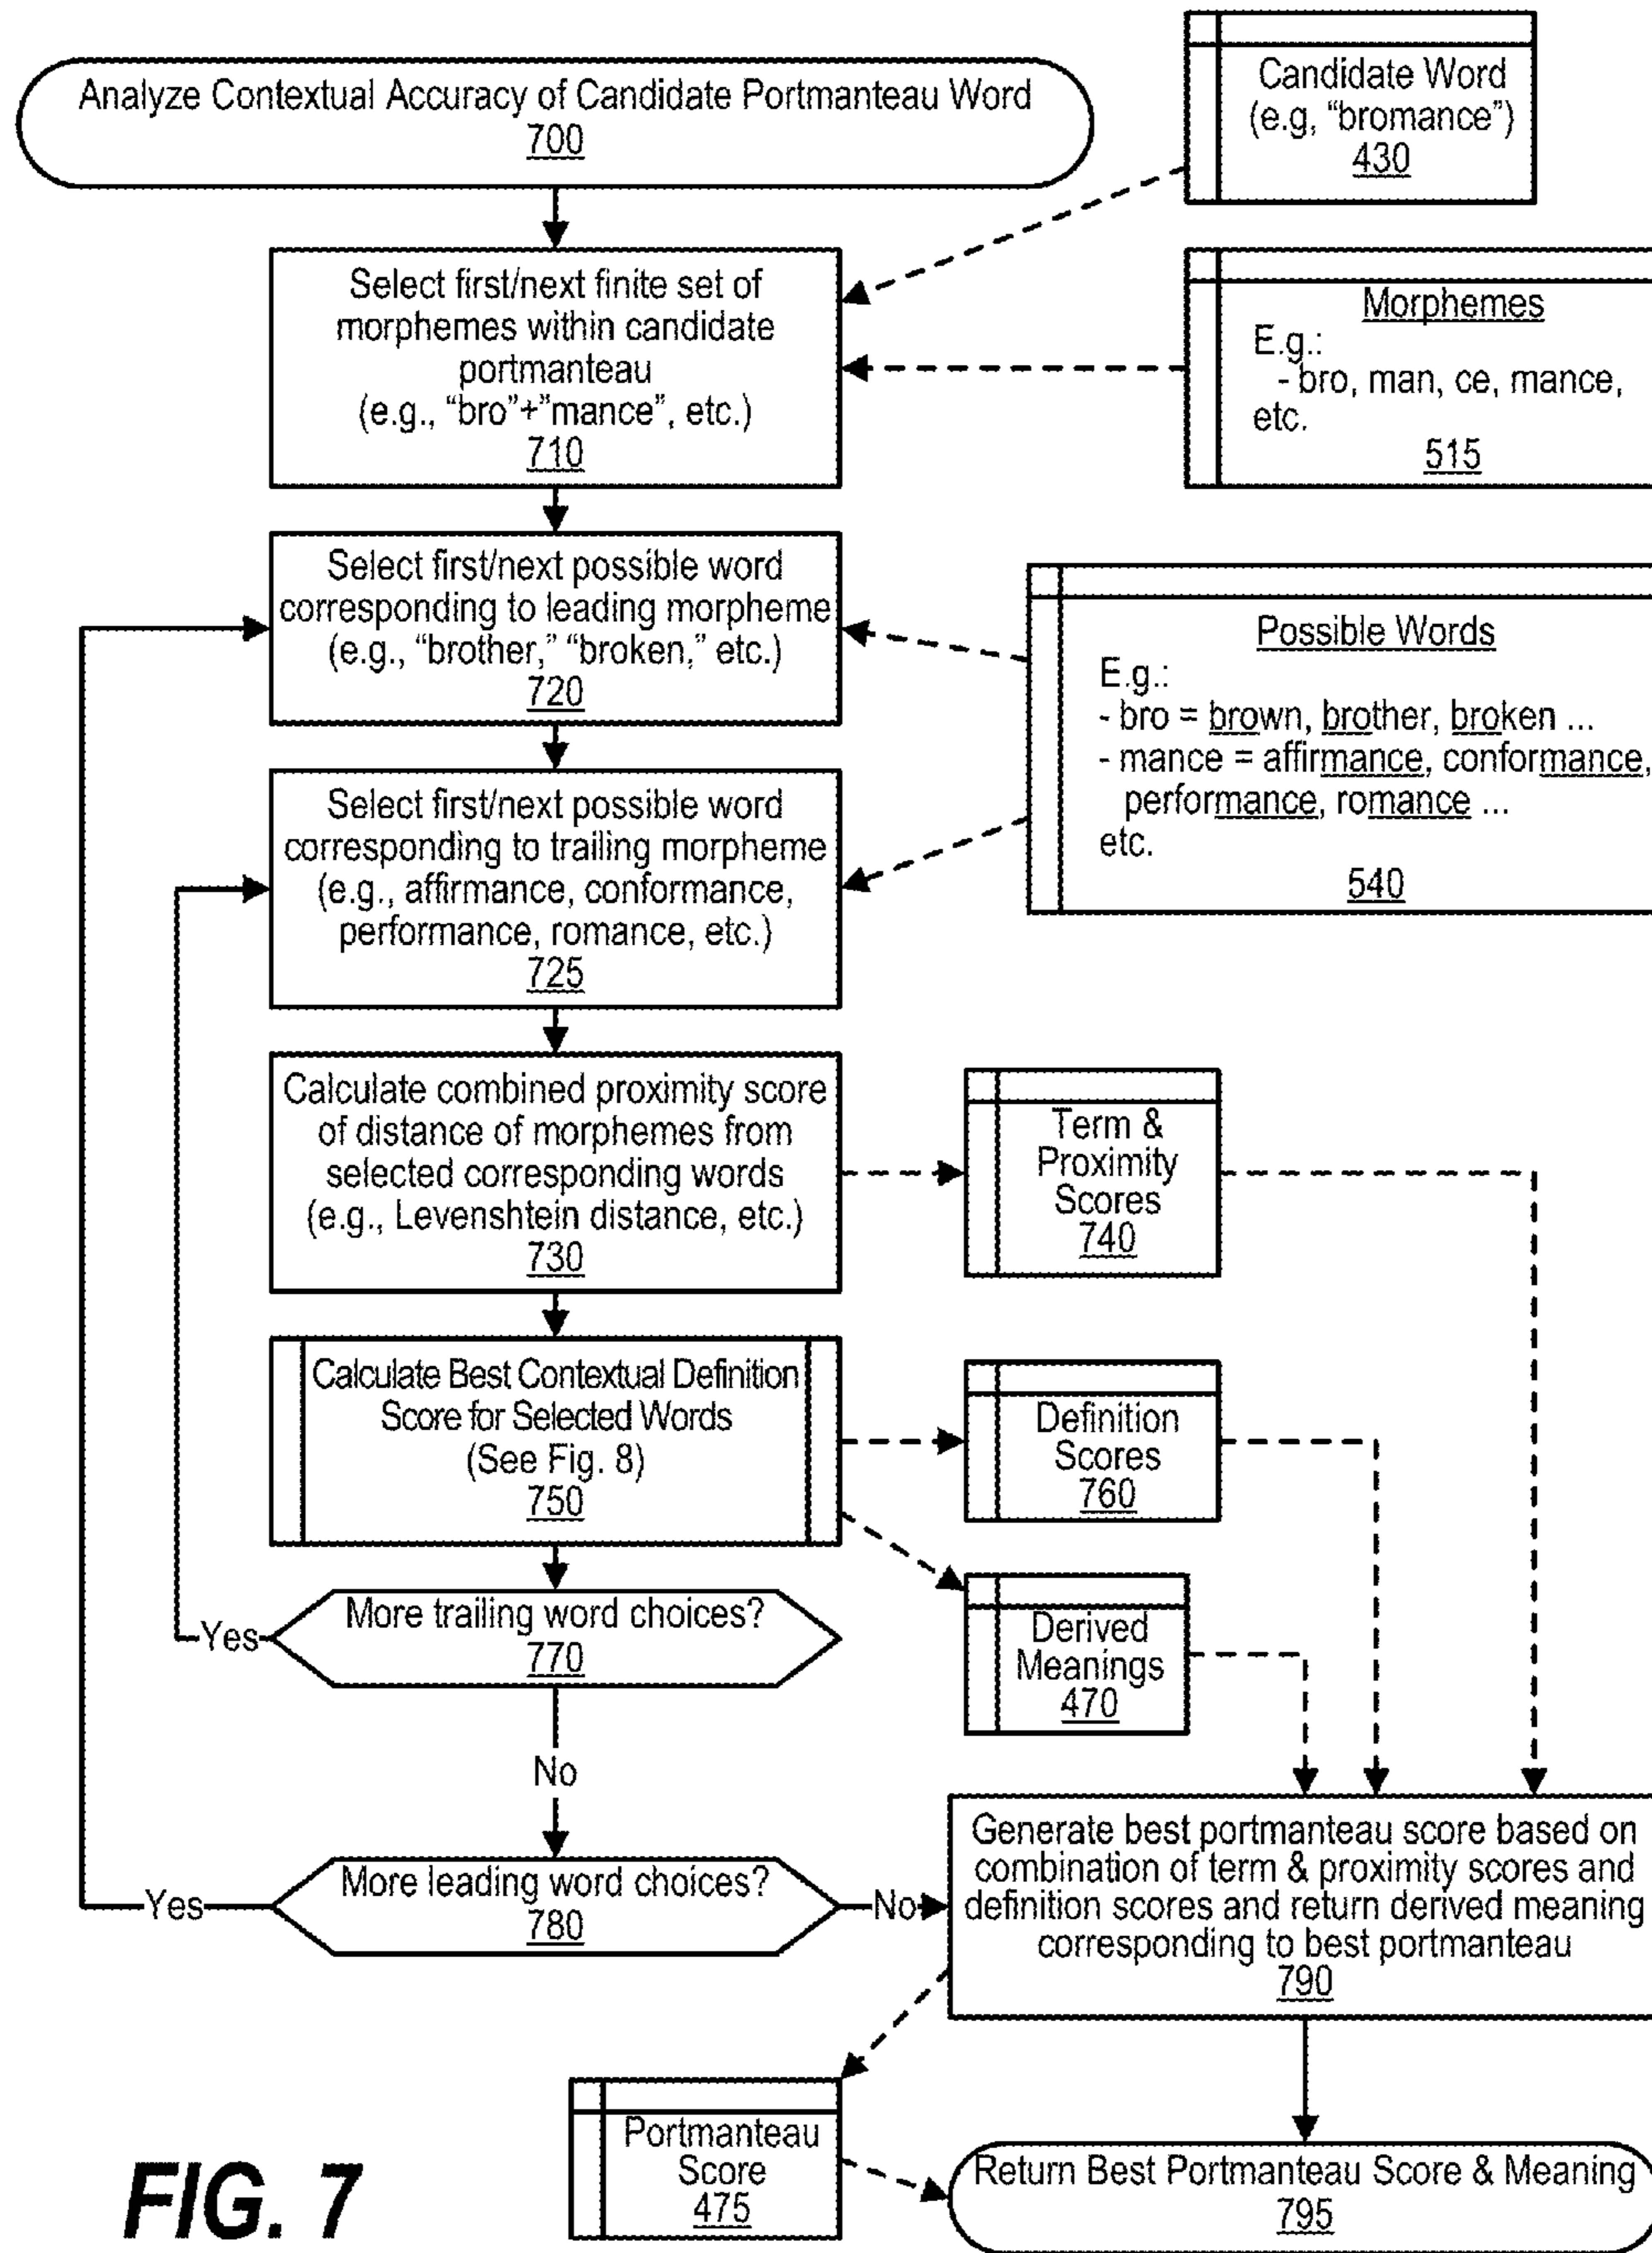 Analyze Contextual Accuracy of Candidate Portmanteau Word
700
Candidate Word
(e.g, “bromance”)
430
Select first/next finite set of
morphemes within candidate
portmanteau
(e.g., “bro”+”mance”, etc.)
710
Morphemes
E.g.:
- bro, man, ce, mance,
etc.
515
Select first/next possible word
corresponding to leading morpheme
(e.g., “brother,” “broken,” etc.)
720
Possible Words
E.g.:
- bro = brown, brother, broken ...
- mance = affirmance, conformance,
performance, romance ...
etc.
540
Select first/next possible word
corresponding to trailing morpheme
(e.g., affirmance, conformance,
performance, romance, etc.)
725
Calculate combined proximity score
of distance of morphemes from
selected corresponding words
(e.g., Levenshtein distance, etc.)
730
Term &
Proximity
Scores
740
Calculate Best Contextual Definition
Score for Selected Words
(See Fig. 8)
750
Definition
Scores
760
Derived
Meanings
470
More trailing word choices?
770
Yes
No
More leading word choices?
780
Yes
No
Generate best portmanteau score based on
combination of term & proximity scores and
definition scores and return derived meaning
corresponding to best portmanteau
790
Portmanteau
Score
475
Return Best Portmanteau Score & Meaning
795
FIG. 7